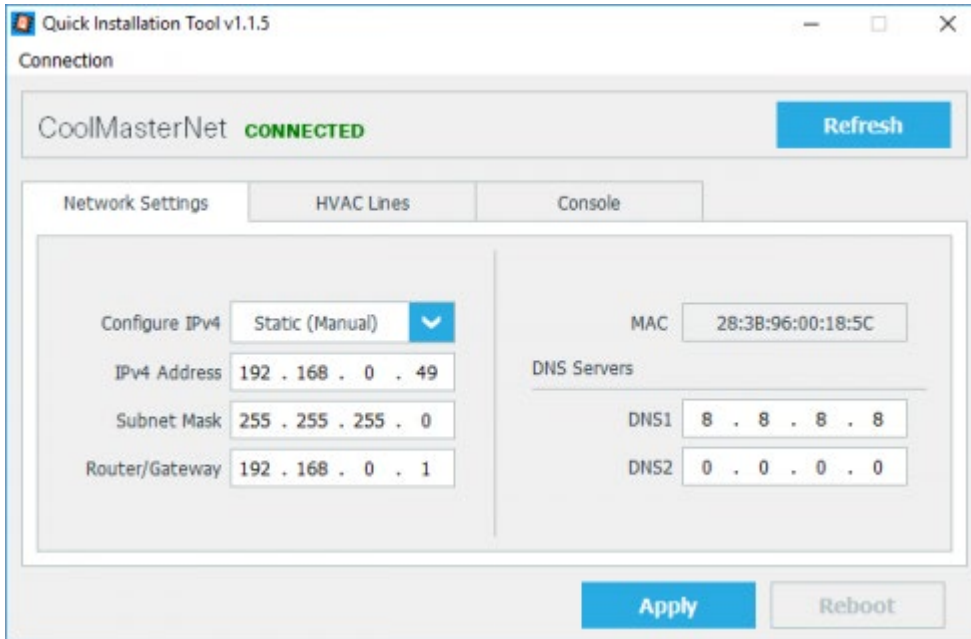 Quick Installation Tool v1.1.5
Connection
CoolMasterNet CONNECTED
Refresh
Network Settings HVAC Lines Console
Configure IPv4 Static (Manual)
IPv4 Address 192 . 168 . 0 . 49
Subnet Mask 255 . 255 . 255 . 0
Router/Gateway 192 . 168 . 0 . 1
MAC 28:3B:96:00:18:5C
DNS Servers
DNS1 8 . 8 . 8 . 8
DNS2 0 . 0 . 0 . 0
Apply Reboot